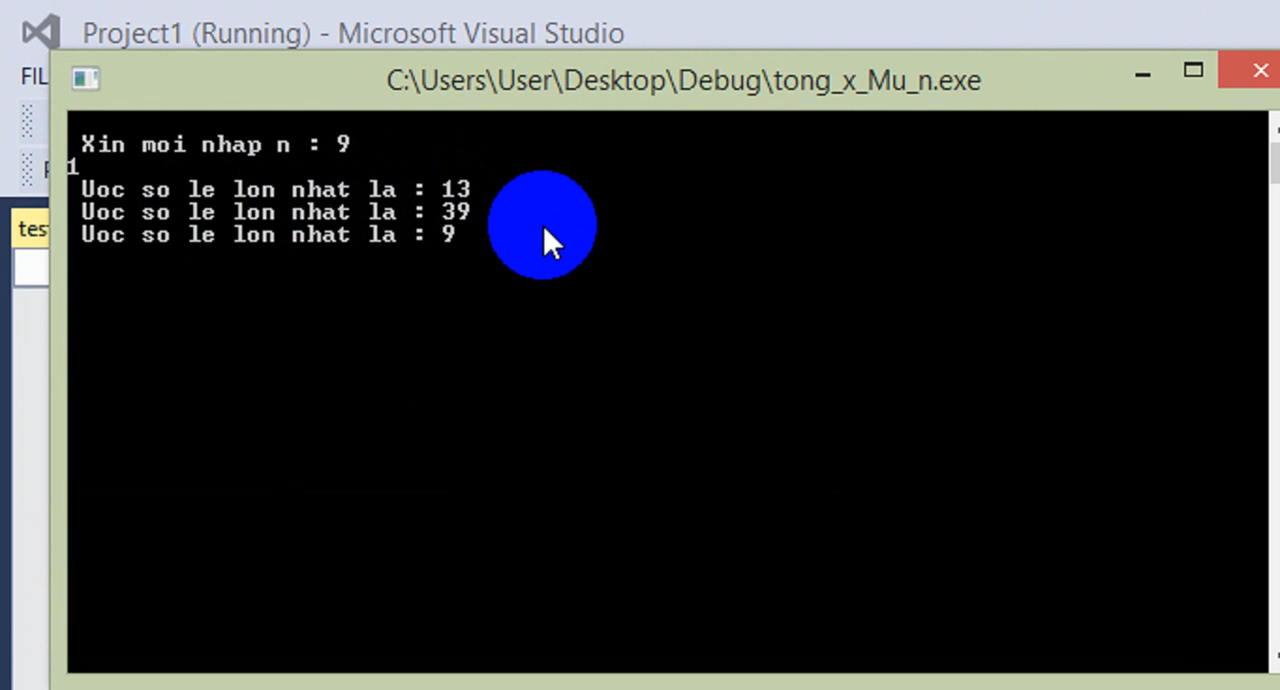 Project1 (Running) - Microsoft Visual Studio
FIL
C:\Users\User\Desktop\Debug\tong_x_Mu_n.exe
Xin moi nhap n : 9
1
Uoc so le lon nhat la : 13
Uoc so le lon nhat la : 39
Uoc so le lon nhat la : 9
tes